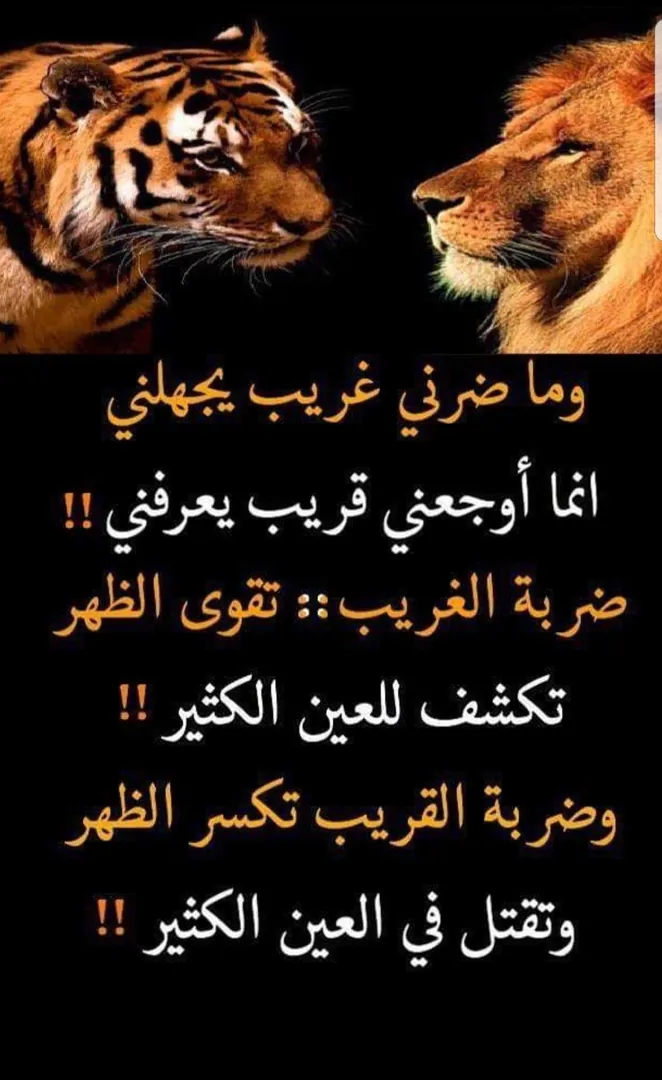 وما ضرني غريب يجهلني
انما أوجعني قريب يعرفني !!
ضربة الغريب :: تقوى الظهر
تكشف للعين الكثير !!
وضربة القريب تكسر الظهر
وتقتل في العين الكثير !!